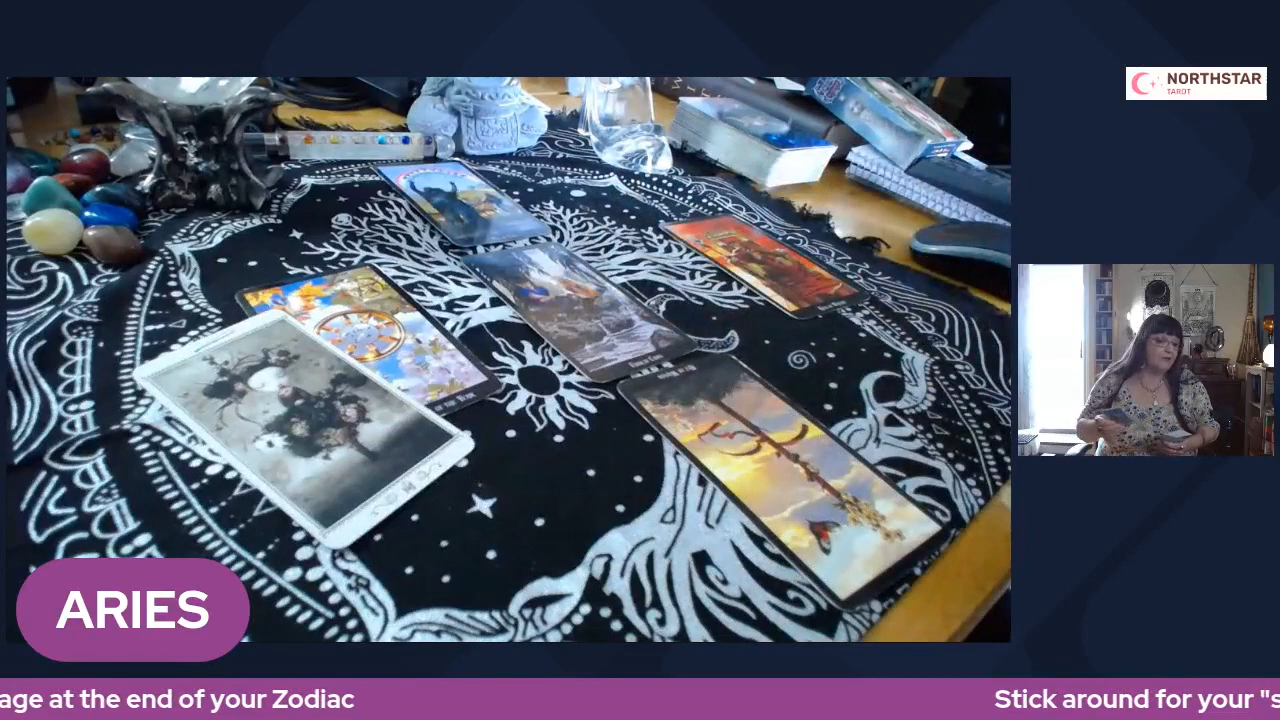 NORTHSTAR
TAROT
ARIES
age at the end of your Zodiac
Stick around for your "s